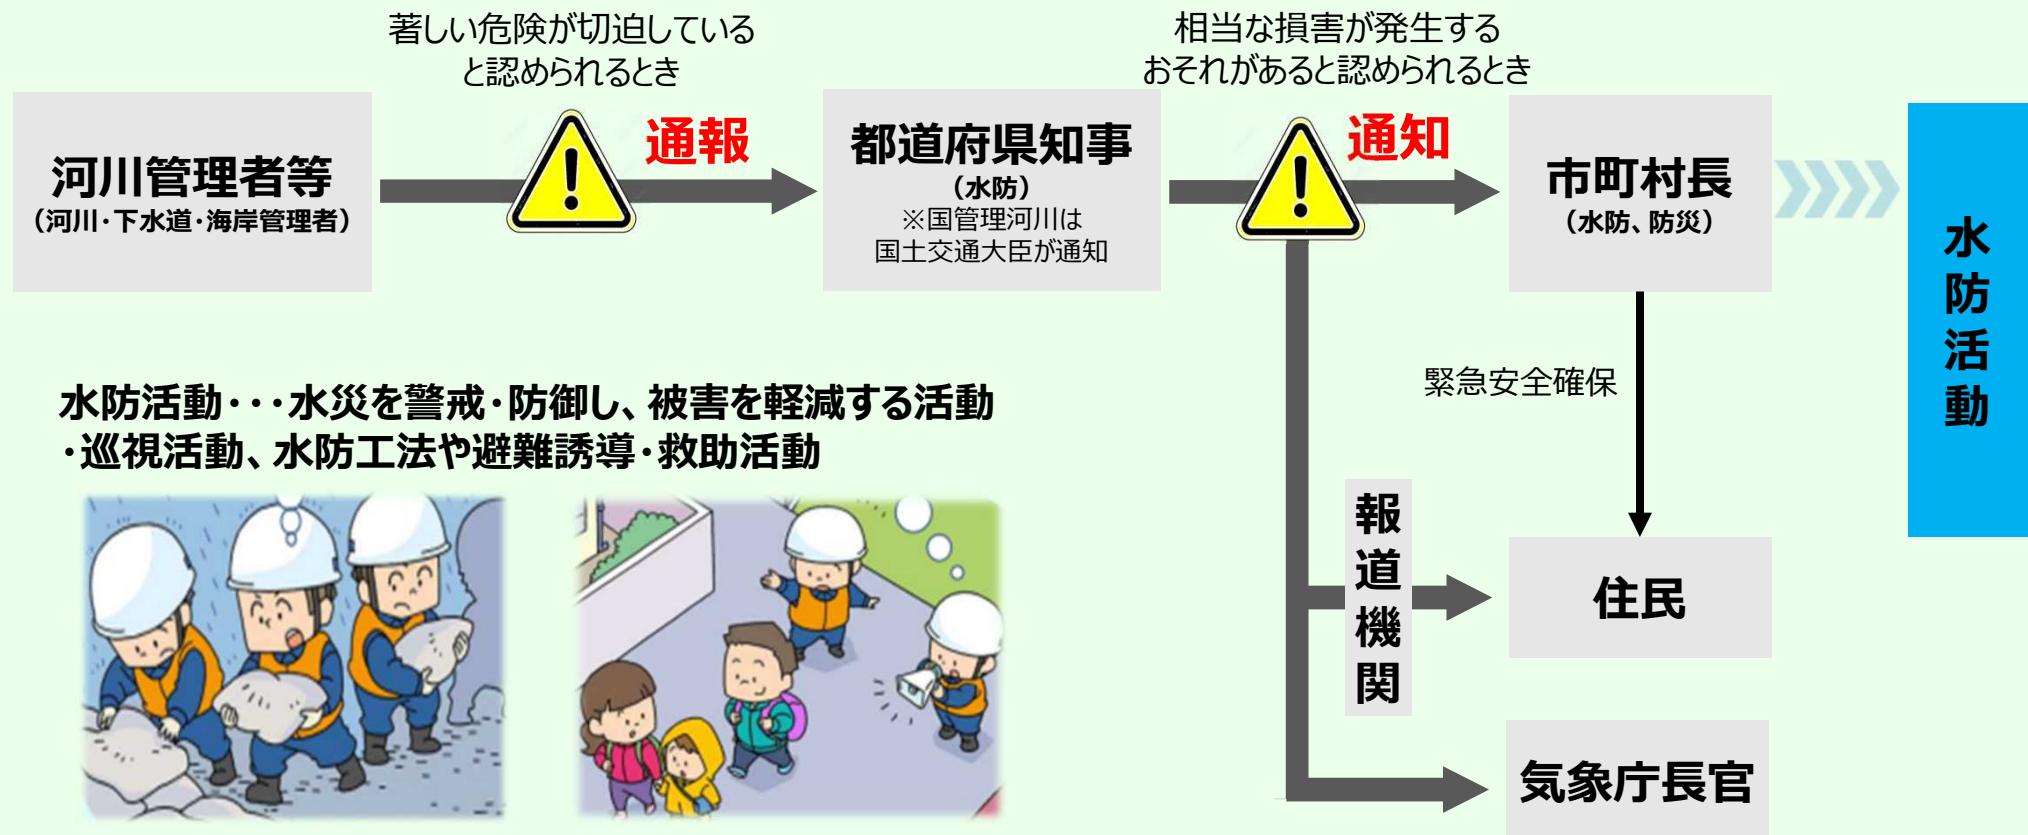 著しい危険が切迫している
と認められるとき
相当な損害が発生する
おそれがあると認められるとき
河川管理者等
（河川・下水道・海岸管理者）
通報
都道府県知事
（水防）
※国管理河川は
国土交通大臣が通知
通知
市町村長
（水防、防災）
水防活動
緊急安全確保
水防活動・・・水災を警戒・防御し、被害を軽減する活動
・巡視活動、水防工法や避難誘導・救助活動
報道機関
住民
気象庁長官